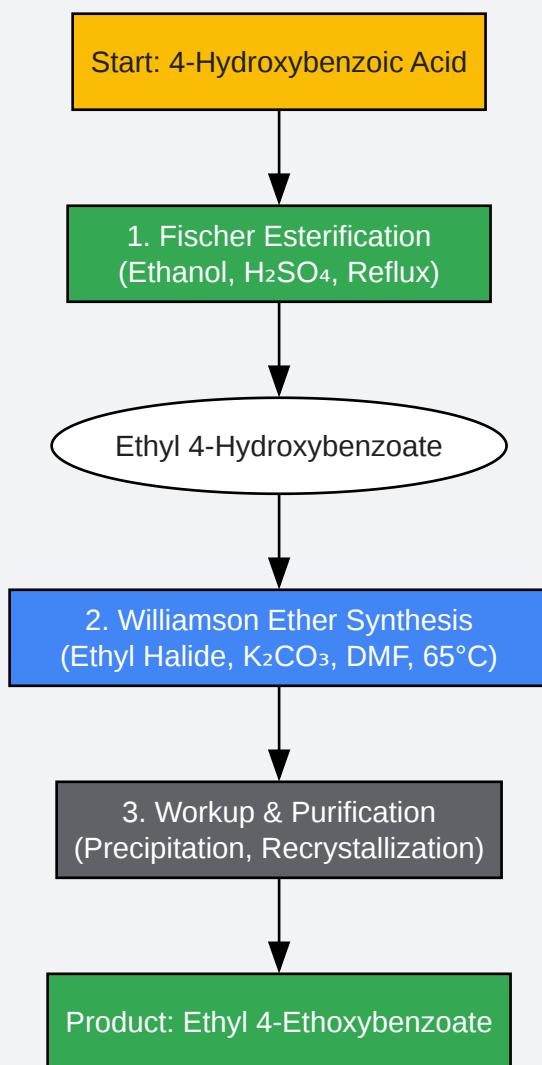 Start: 4-Hydroxybenzoic Acid
1. Fischer Esterification
(Ethanol, H₂SO₄, Reflux)
Ethyl 4-Hydroxybenzoate
2. Williamson Ether Synthesis
(Ethyl Halide, K₂CO₃, DMF, 65°C)
3. Workup & Purification
(Precipitation, Recrystallization)
Product: Ethyl 4-Ethoxybenzoate